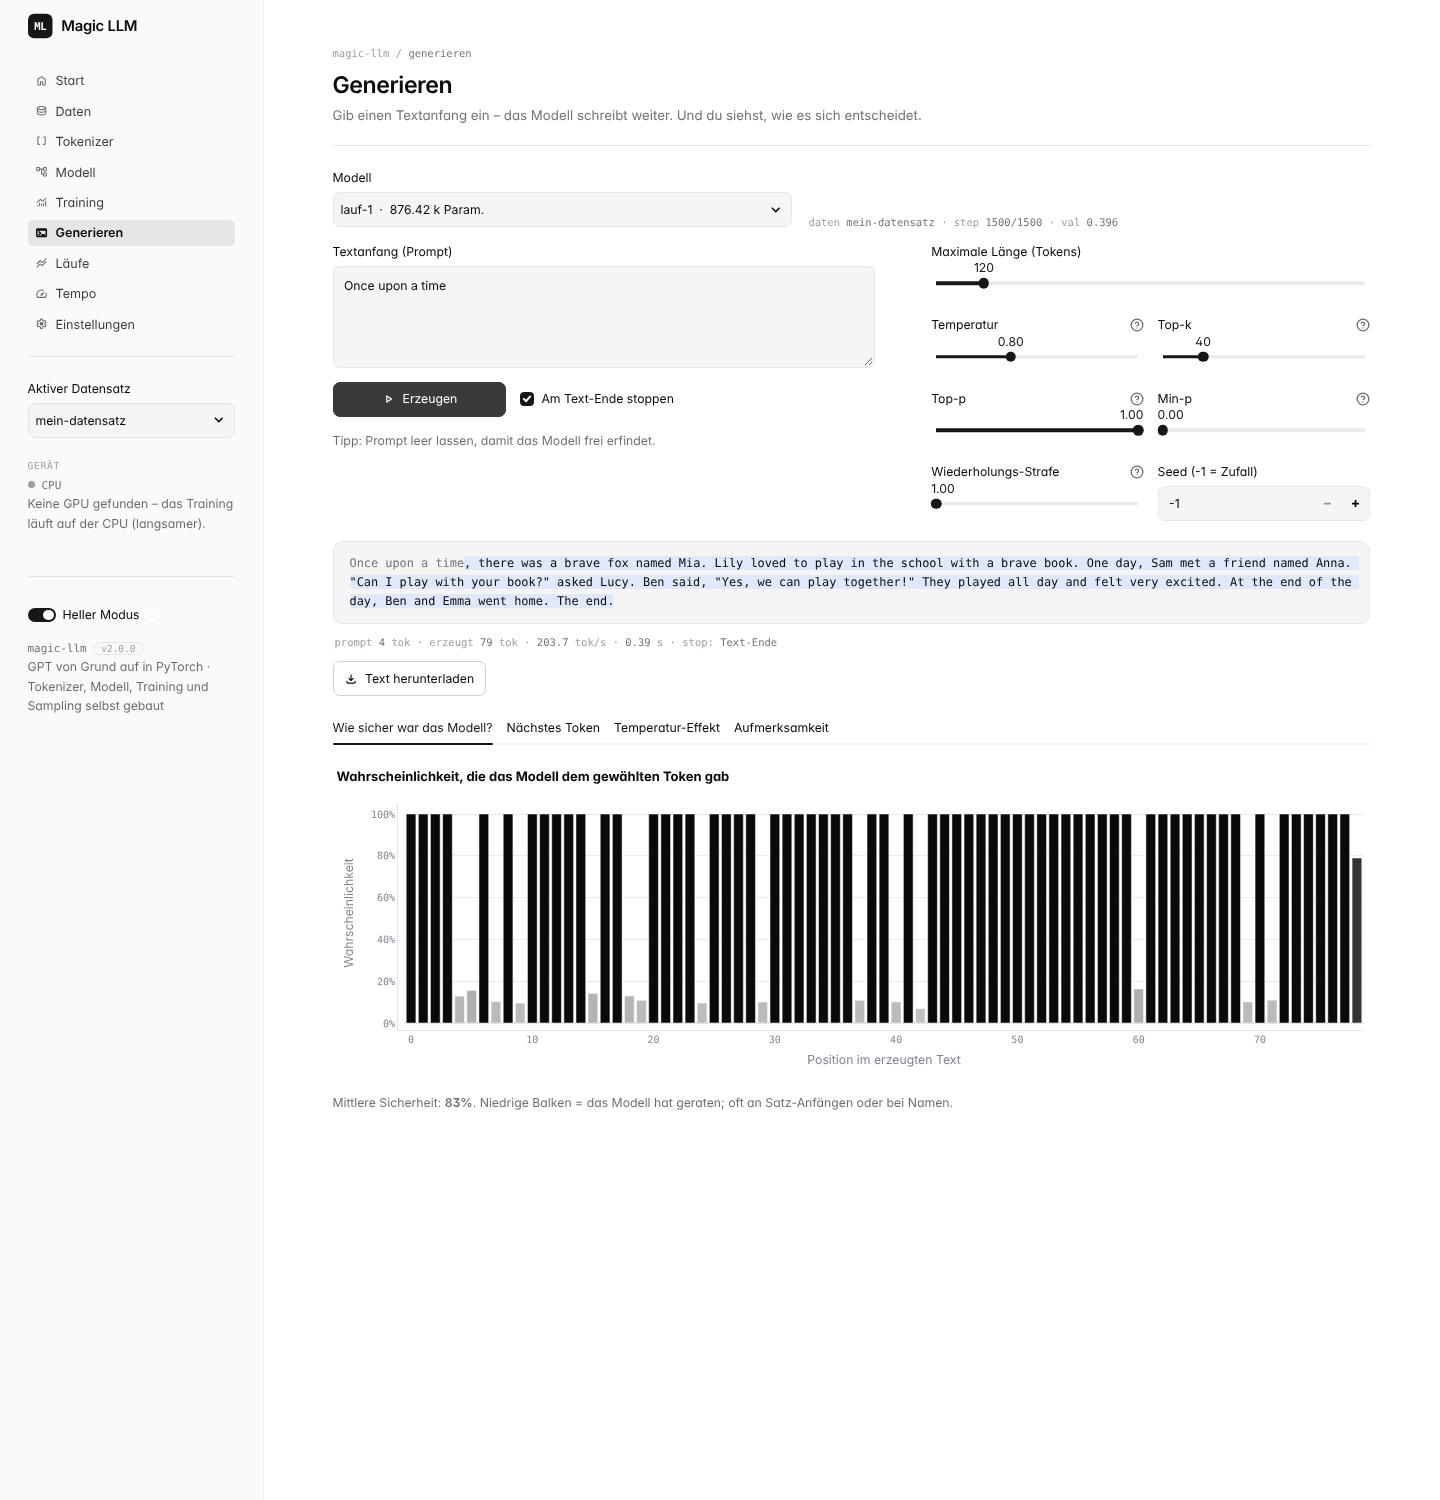 ML Magic LLM
Start
Daten
Tokenizer
Modell
Training
Generieren
Läufe
Tempo
Einstellungen
Aktiver Datensatz
mein-datensatz
GERÄT
CPU
Keine GPU gefunden – das Training
läuft auf der CPU (langsamer).
Heller Modus
magic-llm v2.0.0
GPT von Grund auf in PyTorch ·
Tokenizer, Modell, Training und
Sampling selbst gebaut
magic-llm / generieren
Generieren
Gib einen Textanfang ein – das Modell schreibt weiter. Und du siehst, wie es sich entscheidet.
Modell
lauf-1 · 876.42 k Param.
daten mein-datensatz · step 1500/1500 · val 0.396
Textanfang (Prompt)
Once upon a time
Erzeugen
Am Text-Ende stoppen
Tipp: Prompt leer lassen, damit das Modell frei erfindet.
Maximale Länge (Tokens)
120
Temperatur
0.80
Top-k
40
Top-p
1.00
Min-p
0.00
Wiederholungs-Strafe
1.00
Seed (-1 = Zufall)
-1
Once upon a time, there was a brave fox named Mia. Lily loved to play in the school with a brave book. One day, Sam met a friend named Anna.
"Can I play with your book?" asked Lucy. Ben said, "Yes, we can play together!" They played all day and felt very excited. At the end of the
day, Ben and Emma went home. The end.
prompt 4 tok · erzeugt 79 tok · 203.7 tok/s · 0.39 s · stop: Text-Ende
Text herunterladen
Wie sicher war das Modell? Nächstes Token Temperatur-Effekt Aufmerksamkeit
Wahrscheinlichkeit, die das Modell dem gewählten Token gab
Wahrscheinlichkeit
100%
80%
60%
40%
20%
0%
0 10 20 30 40 50 60 70
Position im erzeugten Text
Mittlere Sicherheit: 83%. Niedrige Balken = das Modell hat geraten; oft an Satz-Anfängen oder bei Namen.